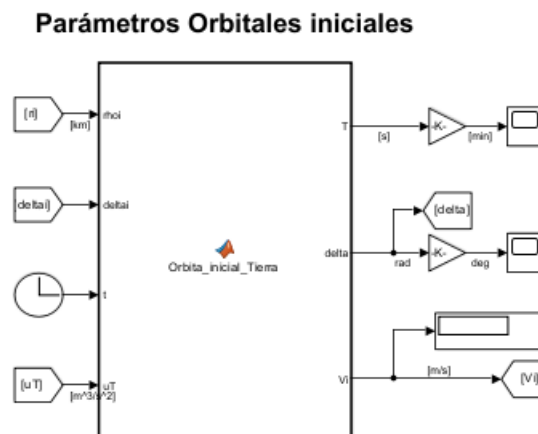 Parámetros Orbitales iniciales
[ri]
[km]
rhoi
T
[s]
-K-
[min]
deltai]
deltai
[delta]
delta
rad
-K-
deg
Orbita_inicial_Tierra
t
[uT]
uT
[m^3/s^2]
Vi
[m/s]
[Vi]